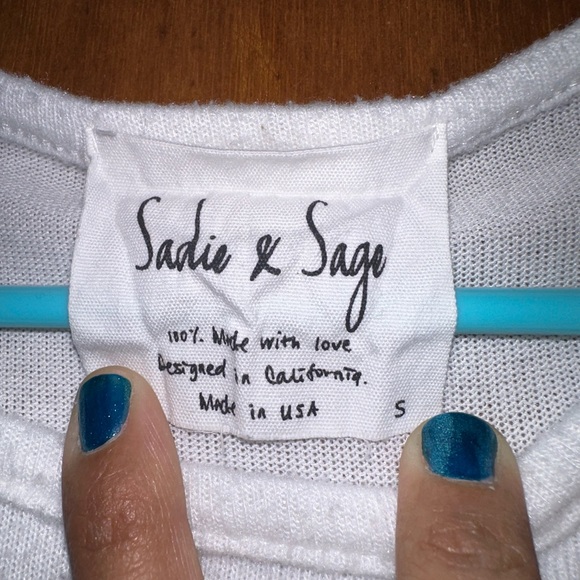 Sadie & Sage
100% Made with love
Designed in California.
Made in USA
S